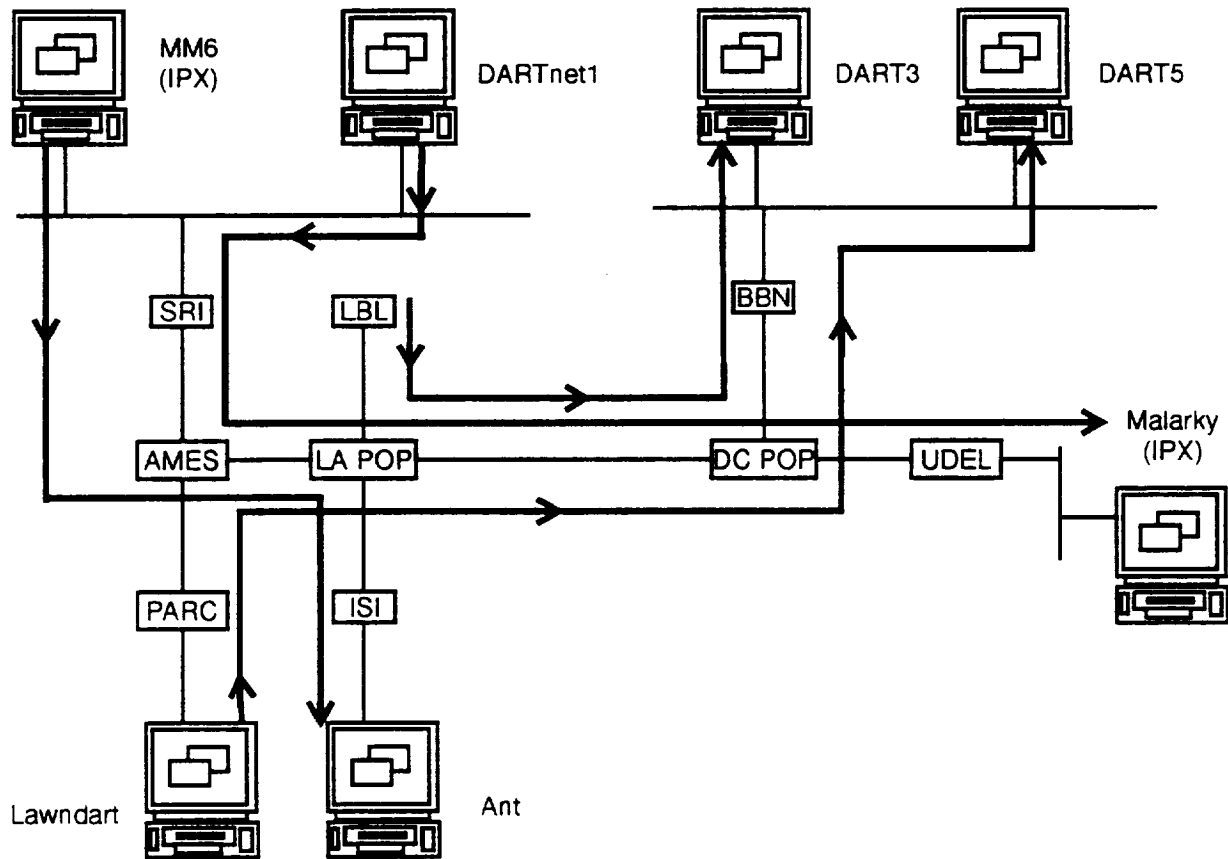 MM6
(IPX)
DARTnet1
DART3
DART5
SRI
LBL
BBN
Malarky
(IPX)
AMES
LA POP
DC POP
UDEL
PARC
ISI
Lawndart
Ant